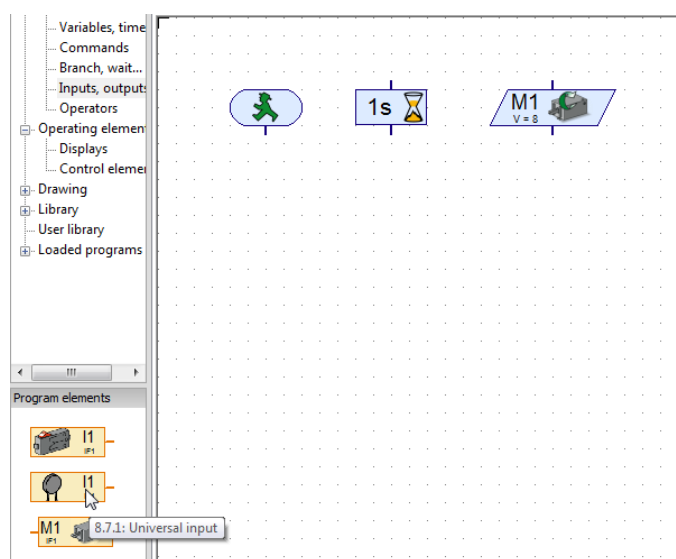 Variables, time
Commands
Branch, wait...
Inputs, outputs
Operators
Operating elemen
Displays
Control elemen
Drawing
Library
User library
Loaded programs
1s
M1
V = 8
Program elements
I1
IF1
I1
M1
IF1
8.7.1: Universal input